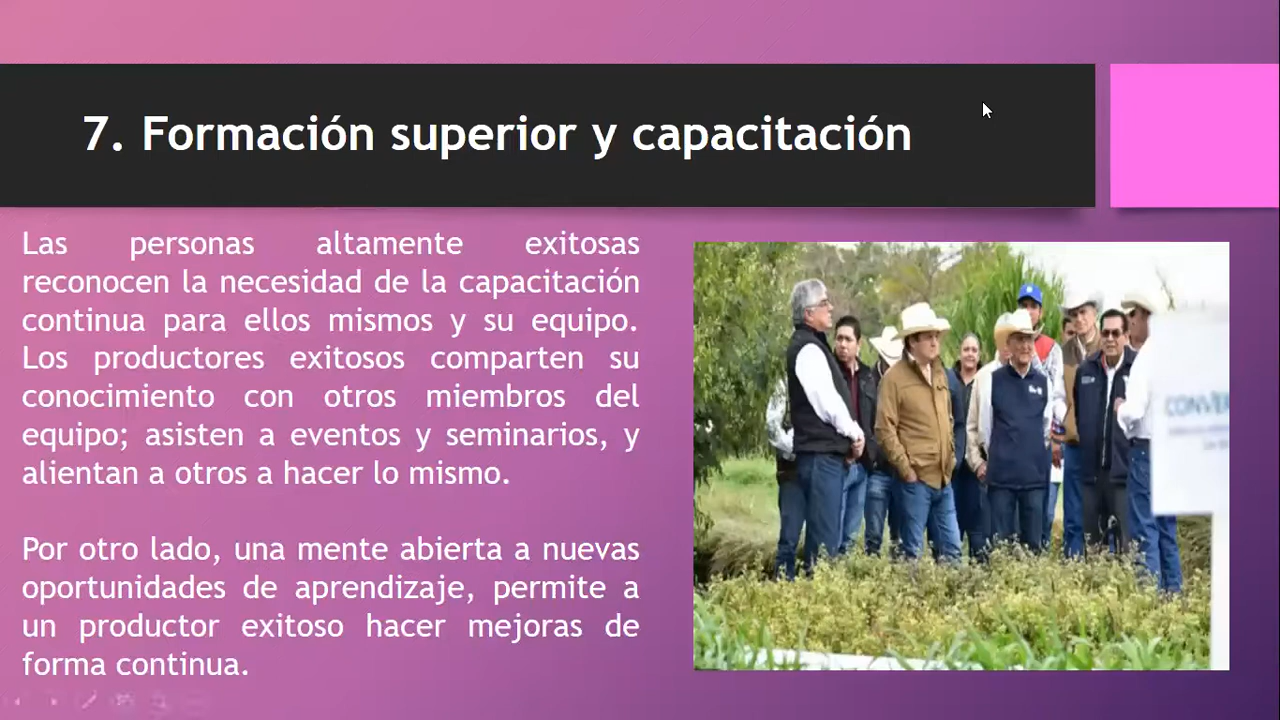 7. Formación superior y capacitación
Las personas altamente exitosas
reconocen la necesidad de la capacitación
continua para ellos mismos y su equipo.
Los productores exitosos comparten su
conocimiento con otros miembros del
equipo; asisten a eventos y seminarios, y
alientan a otros a hacer lo mismo.
Por otro lado, una mente abierta a nuevas
oportunidades de aprendizaje, permite a
un productor exitoso hacer mejoras de
forma continua.